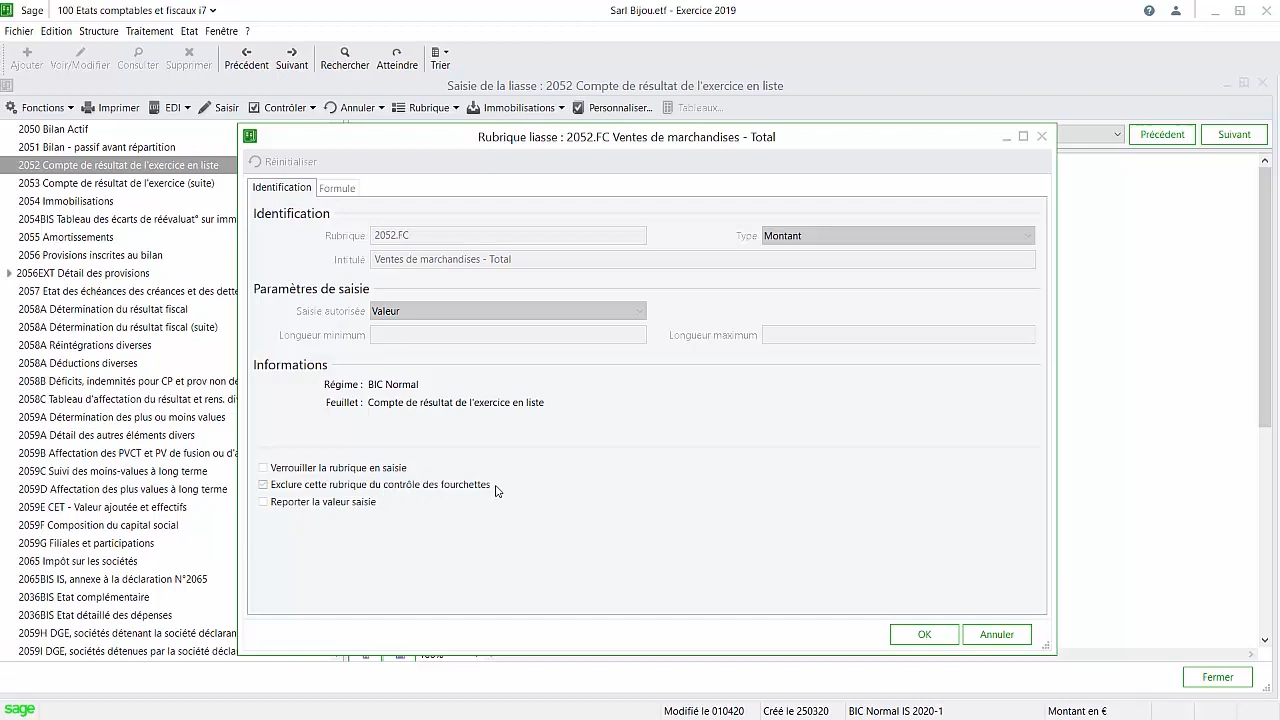 Sage 100 Etats comptables et fiscaux i7 Sarl Bijou.etf - Exercice 2019
Fichier Edition Structure Traitement Etat Fenêtre ?
Ajouter Voir/Modifier Consulter Supprimer Précédent Suivant Rechercher Atteindre Trier
Saisie de la liasse : 2052 Compte de résultat de l'exercice en liste
Fonctions Imprimer EDI Saisir Contrôler Annuler Rubrique Immobilisations Personnaliser... Tableaux...
2050 Bilan Actif
2051 Bilan - passif avant répartition
2052 Compte de résultat de l'exercice en liste
2053 Compte de résultat de l'exercice (suite)
2054 Immobilisations
2054BIS Tableau des écarts de réévaluat° sur imm
2055 Amortissements
2056 Provisions inscrites au bilan
2056EXT Détail des provisions
2057 Etat des échéances des créances et des dette
2058A Détermination du résultat fiscal
2058A Détermination du résultat fiscal (suite)
2058A Réintégrations diverses
2058A Déductions diverses
2058B Déficits, indemnités pour CP et prov non dé
2058C Tableau d'affectation du résultat et rens. di
2059A Détermination des plus ou moins values
2059A Détail des autres éléments divers
2059B Affectation des PVCT et PV de fusion ou d'a
2059C Suivi des moins-values à long terme
2059D Affectation des plus values à long terme
2059E CET - Valeur ajoutée et effectifs
2059F Composition du capital social
2059G Filiales et participations
2065 Impôt sur les sociétés
2065BIS IS, annexe à la déclaration N°2065
2036BIS Etat complémentaire
2036BIS Etat détaillé des dépenses
2059H DGE, sociétés détenant la société déclaran
2059I DGE, sociétés détenues par la société décla
Précédent Suivant
Rubrique liasse : 2052.FC Ventes de marchandises - Total
Réinitialiser
Identification Formule
Identification
Rubrique 2052.FC Type Montant
Intitulé Ventes de marchandises - Total
Paramètres de saisie
Saisie autorisée Valeur
Longueur minimum Longueur maximum
Informations
Régime : BIC Normal
Feuillet : Compte de résultat de l'exercice en liste
Verrouiller la rubrique en saisie
Exclure cette rubrique du contrôle des fourchettes
Reporter la valeur saisie
OK Annuler
Fermer
sage Modifié le 010420 Créé le 250320 BIC Normal IS 2020-1 Montant en €